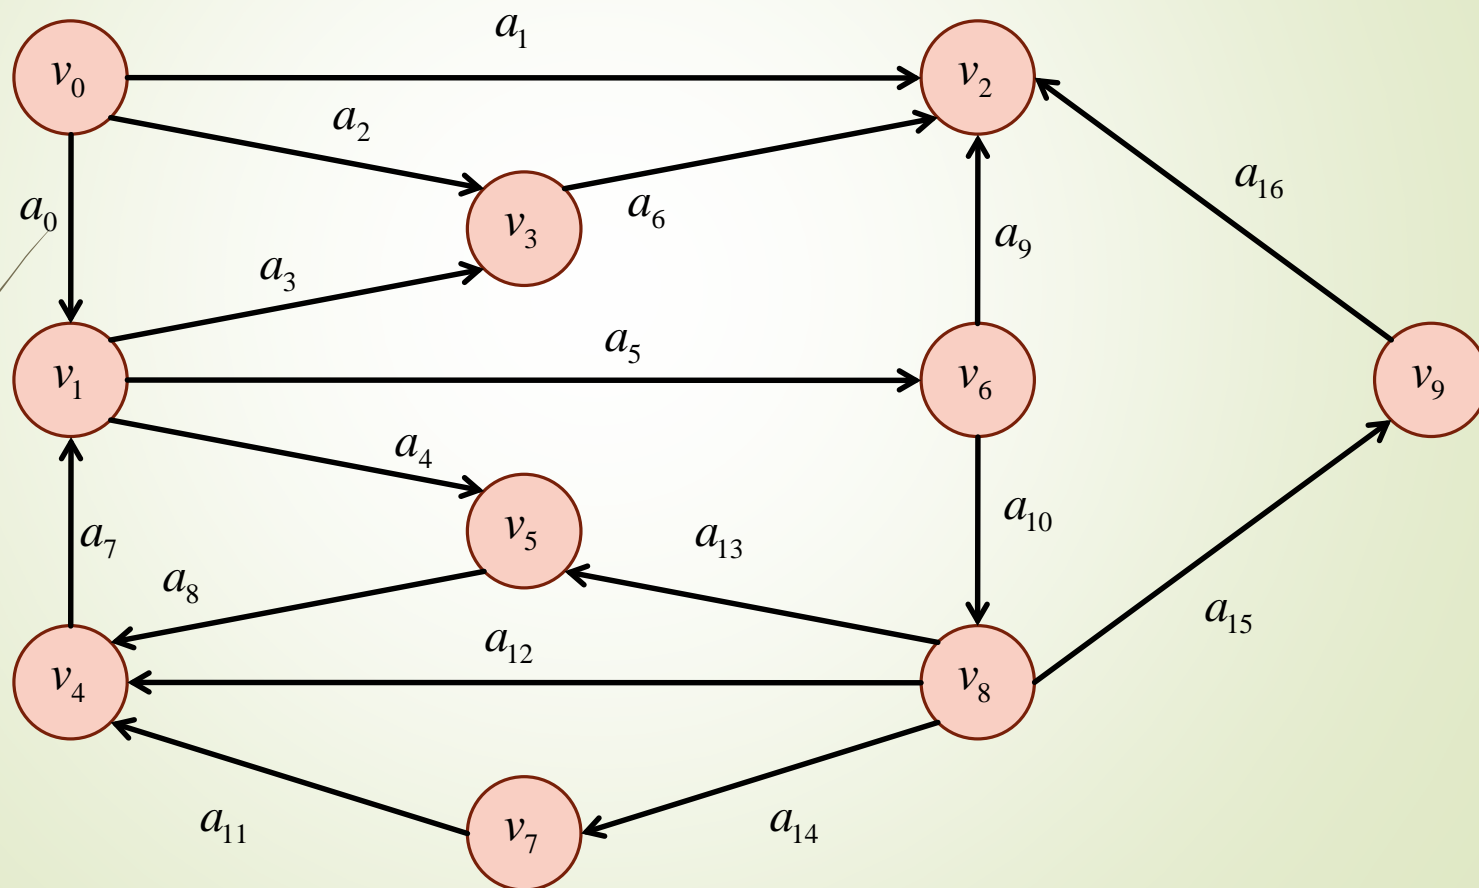 a₁
v₀
v₂
a₂
a₁₆
a₀
v₃
a₆
a₉
a₃
a₅
v₁
v₆
v₉
a₄
a₁₀
v₅
a₇
a₁₃
a₈
a₁₅
a₁₂
v₄
v₈
a₁₁
v₇
a₁₄